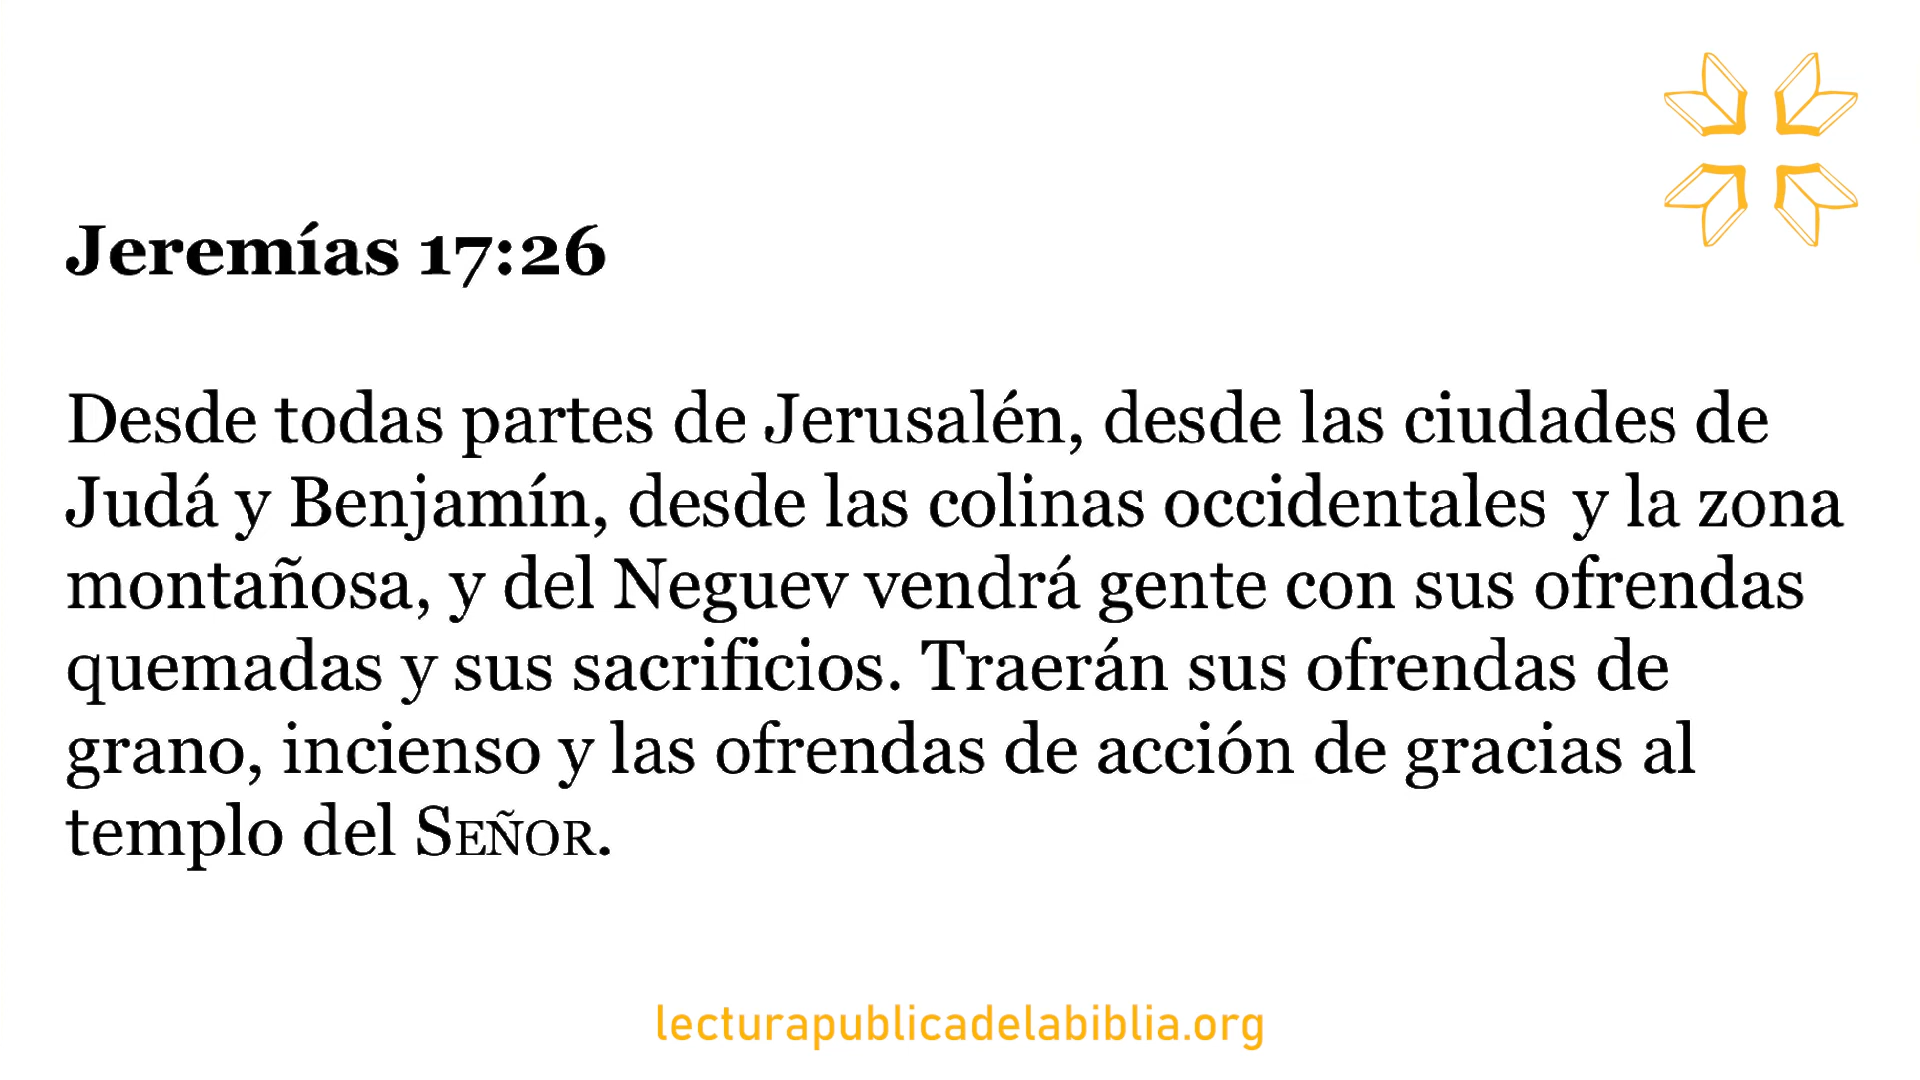 Jeremías 17:26
Desde todas partes de Jerusalén, desde las ciudades de
Judá y Benjamín, desde las colinas occidentales y la zona
montañosa, y del Neguev vendrá gente con sus ofrendas
quemadas y sus sacrificios. Traerán sus ofrendas de
grano, incienso y las ofrendas de acción de gracias al
templo del SEÑOR.
lecturapublicadelabiblia.org